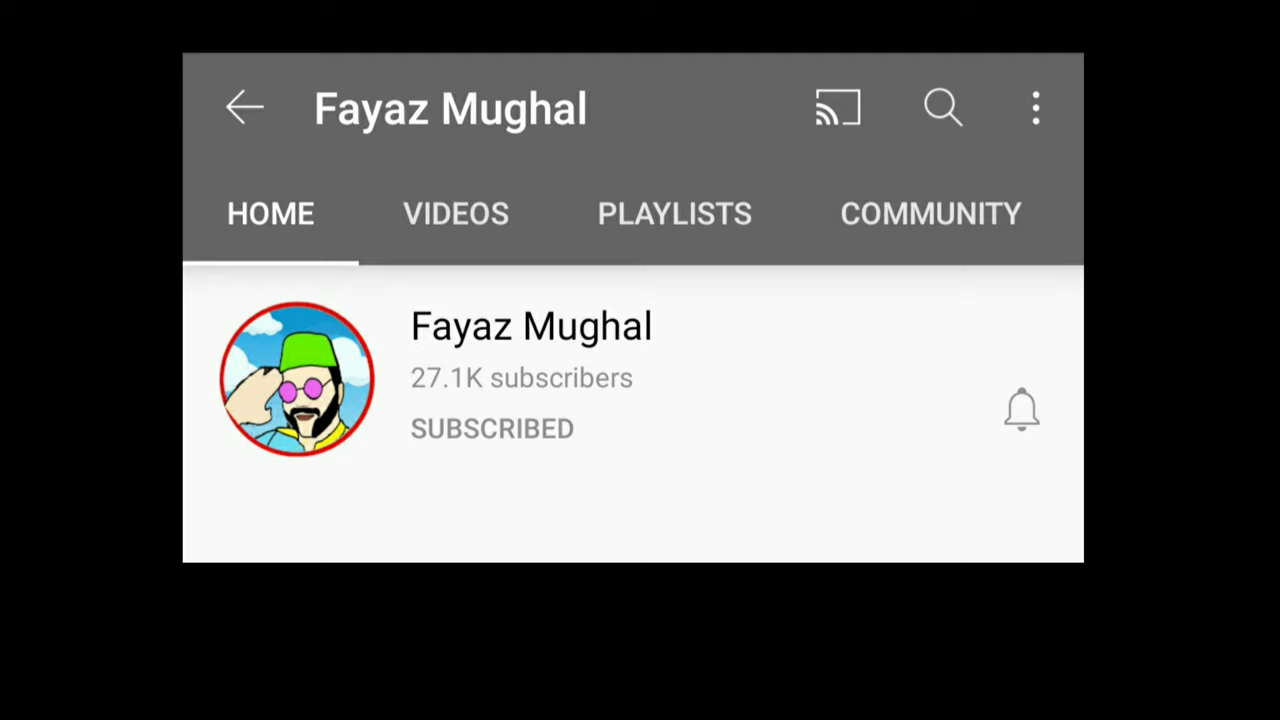 Fayaz Mughal
HOME VIDEOS PLAYLISTS COMMUNITY
Fayaz Mughal
27.1K subscribers
SUBSCRIBED